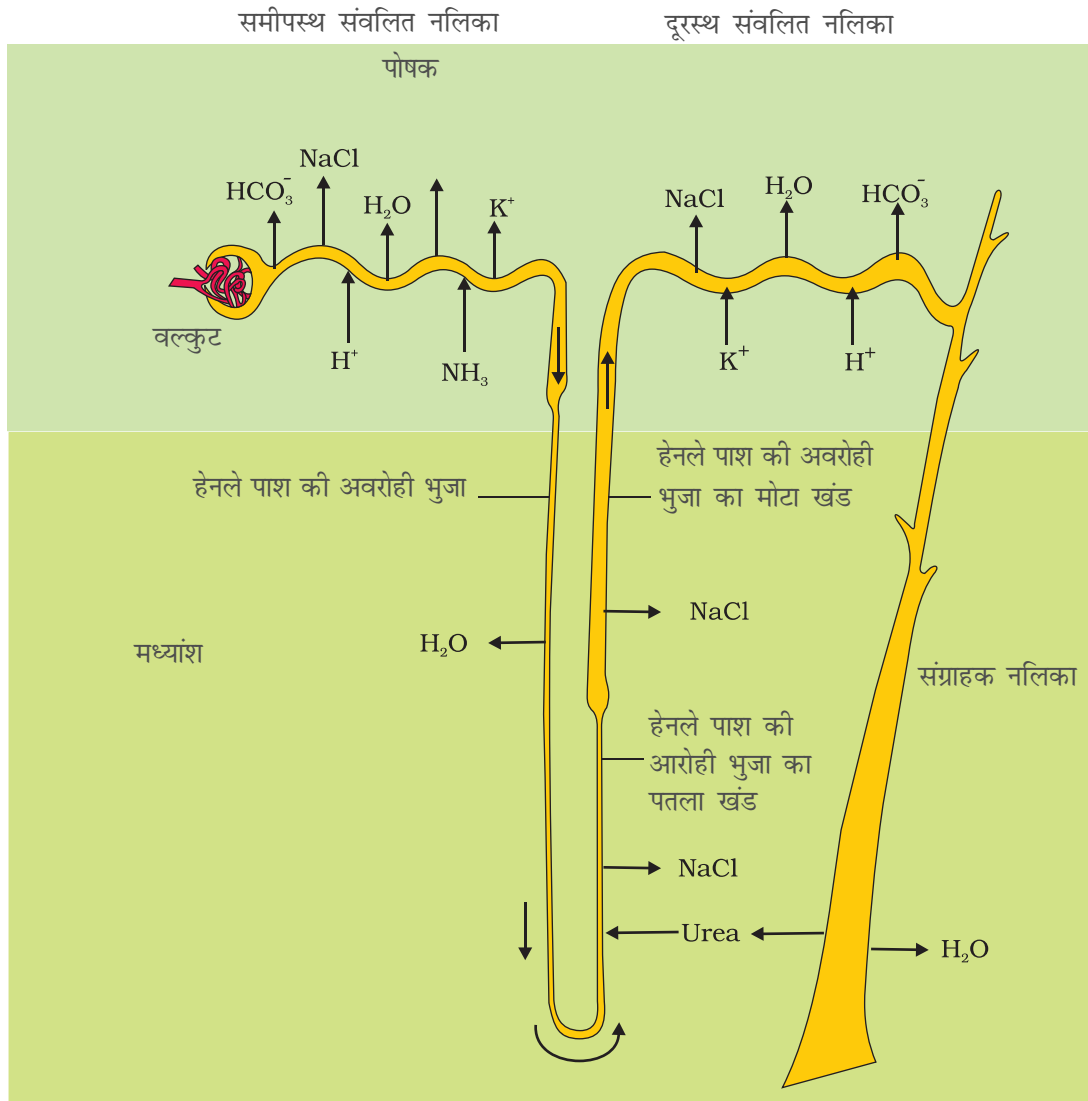 समीपस्थ संवलित नलिका
दूरस्थ संवलित नलिका
पोषक
NaCl
HCO₃⁻
H₂O
K⁺
NaCl
H₂O
HCO₃⁻
वल्कुट
H⁺
NH₃
K⁺
H⁺
हेनले पाश की अवरोही भुजा
हेनले पाश की अवरोही
भुजा का मोटा खंड
NaCl
H₂O
मध्यांश
संग्राहक नलिका
हेनले पाश की
आरोही भुजा का
पतला खंड
NaCl
Urea
H₂O